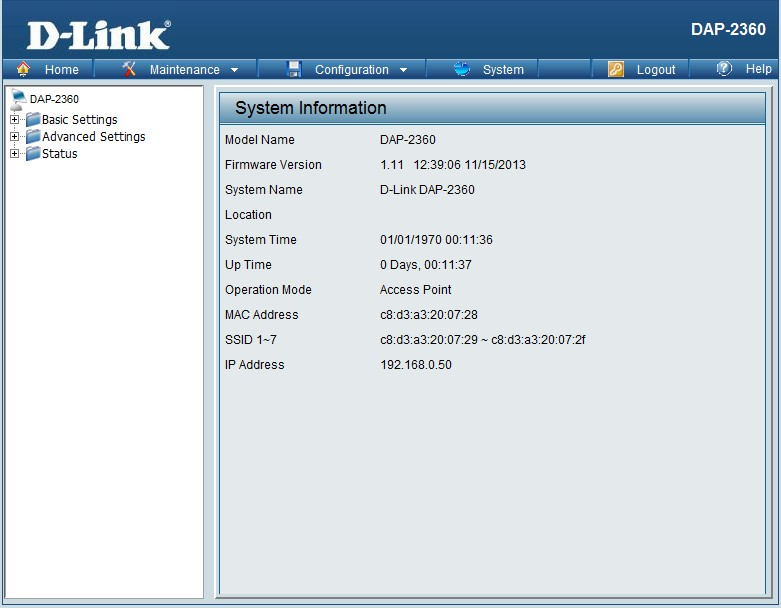 D-Link®
DAP-2360
Home Maintenance Configuration System Logout Help
DAP-2360
Basic Settings
Advanced Settings
Status
System Information
Model Name DAP-2360
Firmware Version 1.11 12:39:06 11/15/2013
System Name D-Link DAP-2360
Location
System Time 01/01/1970 00:11:36
Up Time 0 Days, 00:11:37
Operation Mode Access Point
MAC Address c8:d3:a3:20:07:28
SSID 1~7 c8:d3:a3:20:07:29 ~ c8:d3:a3:20:07:2f
IP Address 192.168.0.50